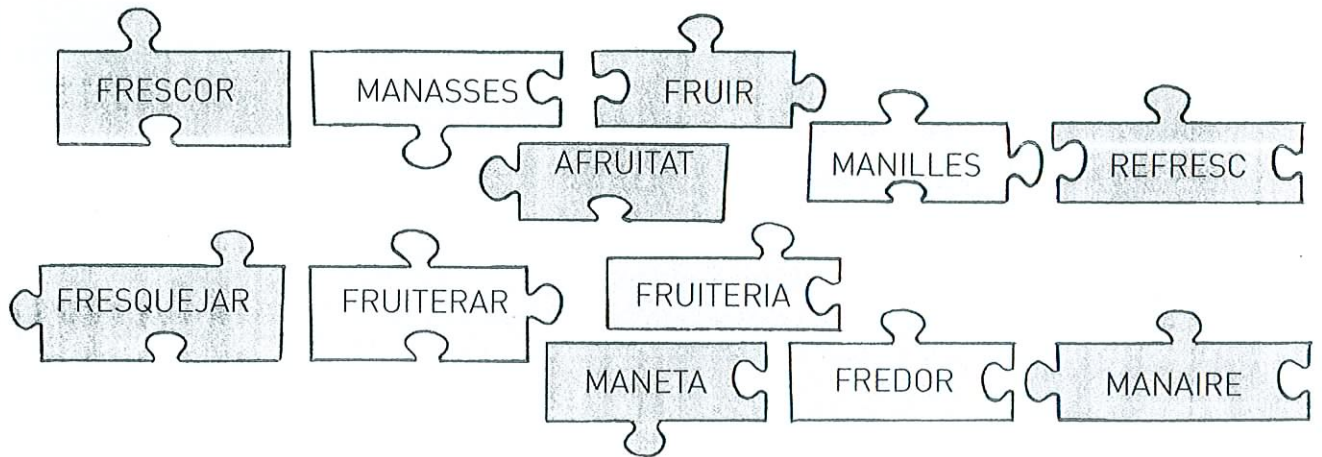 FRESCOR
MANASSES
FRUIR
AFRUITAT
MANILLES
REFRESC
FRESQUEJAR
FRUITERAR
FRUITERIA
MANETA
FREDOR
MANAIRE